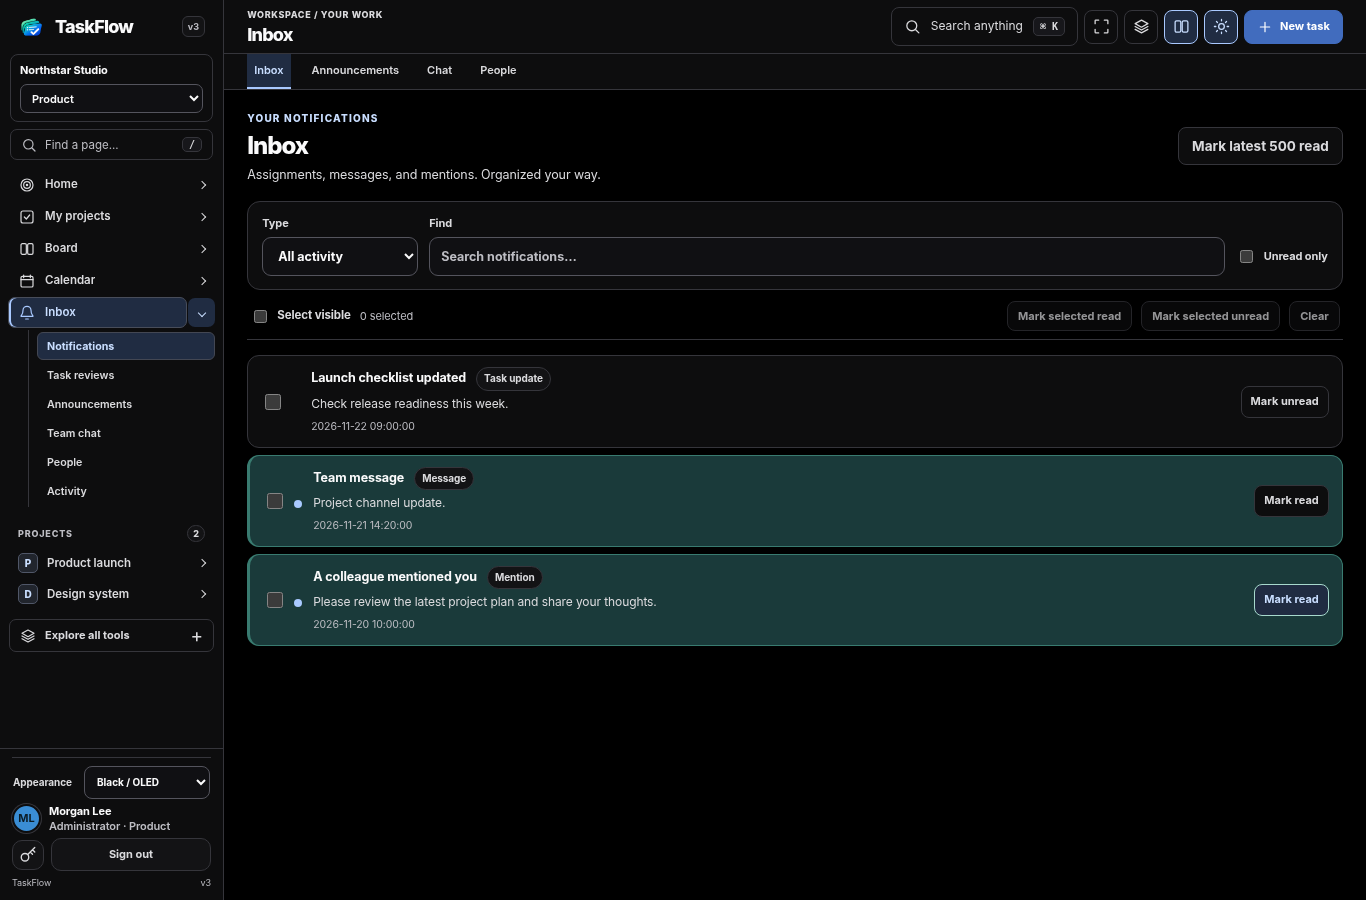 TaskFlow
v3
Northstar Studio
Product
Find a page...
/
Home
My projects
Board
Calendar
Inbox
Notifications
Task reviews
Announcements
Team chat
People
Activity
PROJECTS
2
P
Product launch
D
Design system
Explore all tools
+
Appearance
Black / OLED
ML
Morgan Lee
Administrator · Product
Sign out
TaskFlow
v3
WORKSPACE / YOUR WORK
Inbox
Search anything
⌘ K
+ New task
Inbox
Announcements
Chat
People
YOUR NOTIFICATIONS
Inbox
Assignments, messages, and mentions. Organized your way.
Mark latest 500 read
Type
Find
All activity
Search notifications...
Unread only
Select visible
0 selected
Mark selected read
Mark selected unread
Clear
Launch checklist updated
Task update
Check release readiness this week.
2026-11-22 09:00:00
Mark unread
Team message
Message
Project channel update.
2026-11-21 14:20:00
Mark read
A colleague mentioned you
Mention
Please review the latest project plan and share your thoughts.
2026-11-20 10:00:00
Mark read